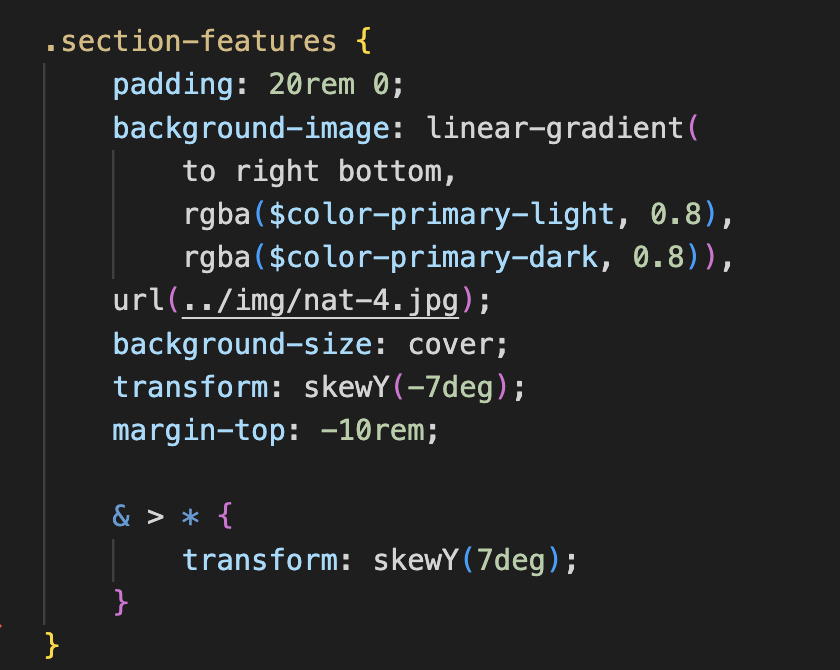 .section-features {
padding: 20rem 0;
background-image: linear-gradient(
to right bottom,
rgba($color-primary-light, 0.8),
rgba($color-primary-dark, 0.8)),
url(../img/nat-4.jpg);
background-size: cover;
transform: skewY(-7deg);
margin-top: -10rem;
& > * {
transform: skewY(7deg);
}
}